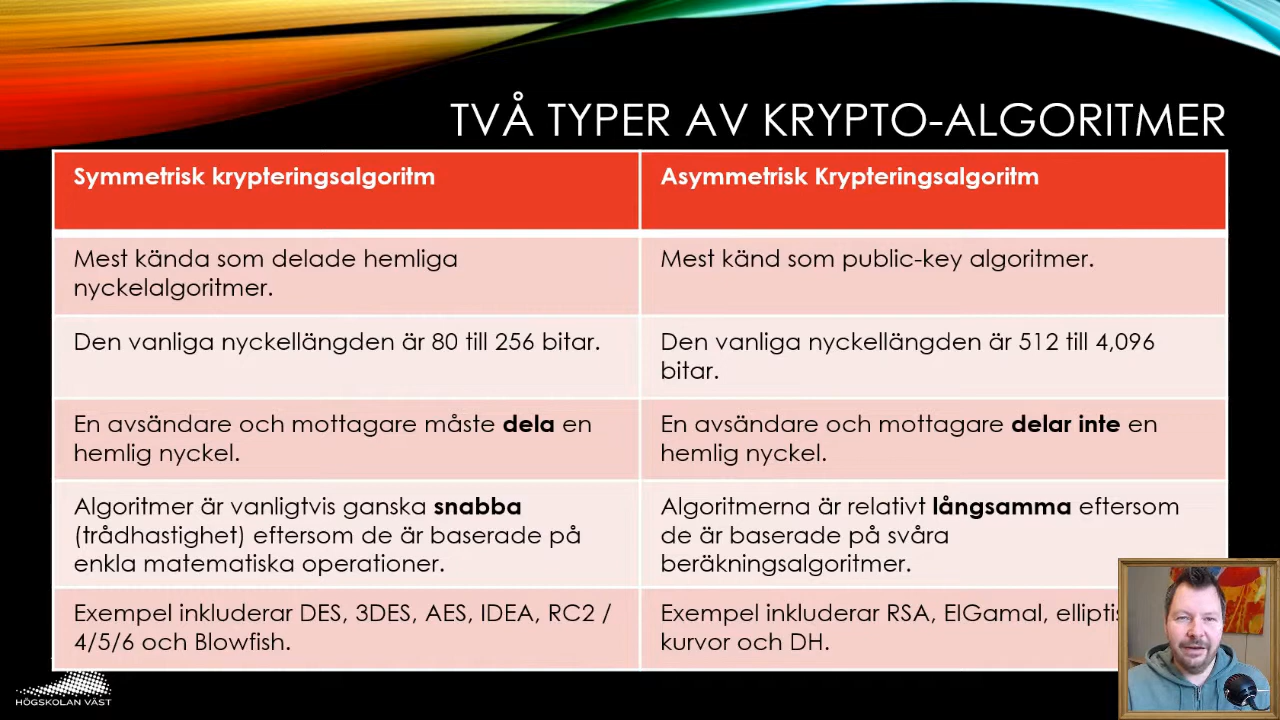 TVÅ TYPER AV KRYPTO-ALGORITMER
Symmetrisk krypteringsalgoritm
Asymmetrisk Krypteringsalgoritm
Mest kända som delade hemliga
nyckelalgoritmer.
Mest känd som public-key algoritmer.
Den vanliga nyckellängden är 80 till 256 bitar.
Den vanliga nyckellängden är 512 till 4,096
bitar.
En avsändare och mottagare måste dela en
hemlig nyckel.
En avsändare och mottagare delar inte en
hemlig nyckel.
Algoritmer är vanligtvis ganska snabba
(trådhastighet) eftersom de är baserade på
enkla matematiska operationer.
Algoritmerna är relativt långsamma eftersom
de är baserade på svåra
beräkningsalgoritmer.
Exempel inkluderar DES, 3DES, AES, IDEA, RC2 /
4/5/6 och Blowfish.
Exempel inkluderar RSA, ElGamal,
kurvor och DH.
HÖGSKOLAN VÄST